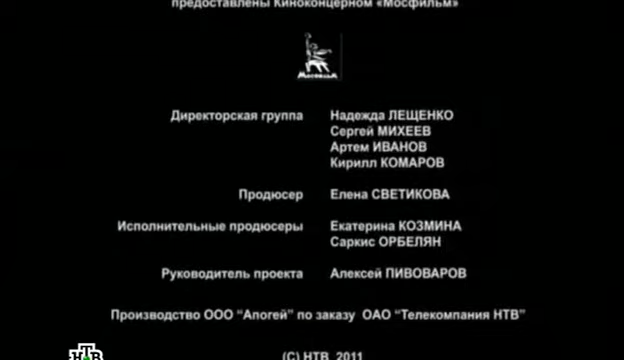 предоставлены Киноконцерном «Мосфильм»
Мосфильм
Директорская группа Надежда ЛЕЩЕНКО
Сергей МИХЕЕВ
Артем ИВАНОВ
Кирилл КОМАРОВ
Продюсер Елена СВЕТИКОВА
Исполнительные продюсеры Екатерина КОЗМИНА
Саркис ОРБЕЛЯН
Руководитель проекта Алексей ПИВОВАРОВ
Производство ООО “Апогей” по заказу ОАО “Телекомпания НТВ”
НТВ
(С) НТВ 2011